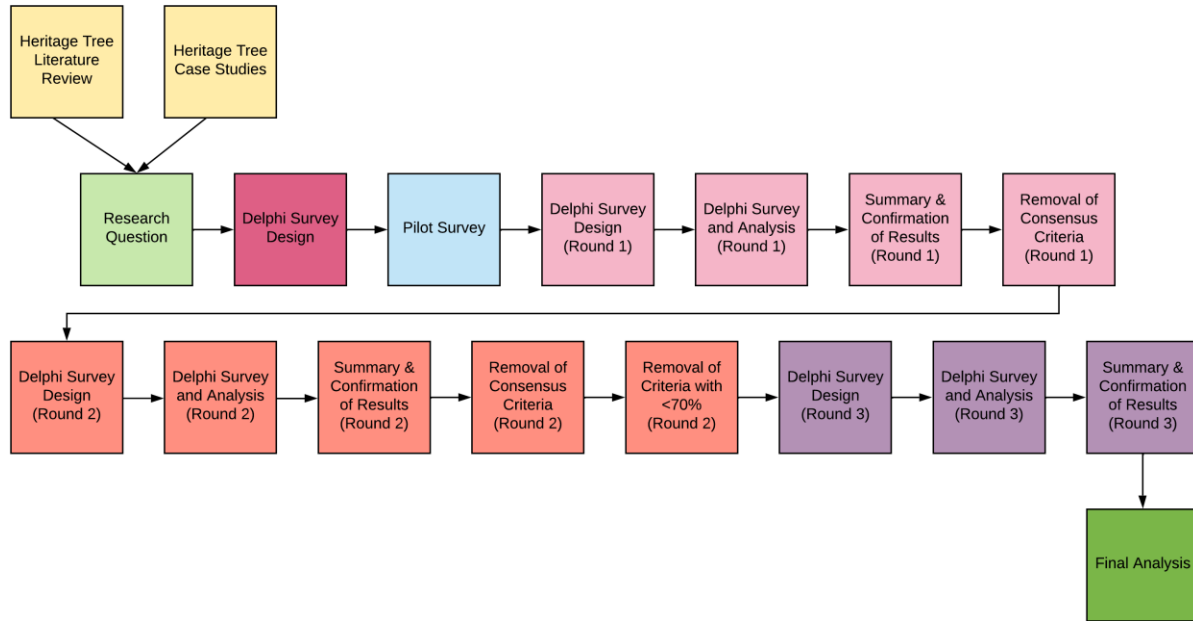 Heritage Tree
Literature
Review
Heritage Tree
Case Studies
Research
Question
Delphi Survey
Design
Pilot Survey
Delphi Survey
Design
(Round 1)
Delphi Survey
and Analysis
(Round 1)
Summary &
Confirmation
of Results
(Round 1)
Removal of
Consensus
Criteria
(Round 1)
Delphi Survey
Design
(Round 2)
Delphi Survey
and Analysis
(Round 2)
Summary &
Confirmation
of Results
(Round 2)
Removal of
Consensus
Criteria
(Round 2)
Removal of
Criteria with
<70%
(Round 2)
Delphi Survey
Design
(Round 3)
Delphi Survey
and Analysis
(Round 3)
Summary &
Confirmation
of Results
(Round 3)
Final Analysis